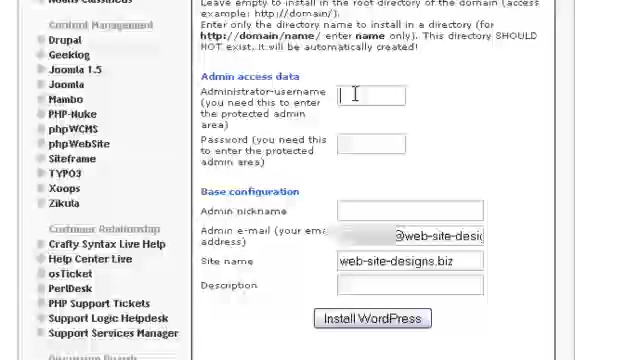 Content Management
Drupal
Geeklog
Joomla 1.5
Joomla
Mambo
PHP-Nuke
phpWCMS
phpWebSite
Siteframe
TYPO3
Xoops
Zikula
Customer Relationship
Crafty Syntax Live Help
Help Center Live
osTicket
PerlDesk
PHP Support Tickets
Support Logic Helpdesk
Support Services Manager
Discussion Board
Leave empty to install in the root directory of the domain (access
example: http://domain/).
Enter only the directory name to install in a directory (for
http://domain/name/ enter name only). This directory SHOULD
NOT exist, it will be automatically created!
Admin access data
Administrator-username
(you need this to enter
the protected admin
area)
Password (you need this
to enter the protected
admin area)
Base configuration
Admin nickname
Admin e-mail (your ema
address)
@web-site-desig
Site name
web-site-designs.biz
Description
Install WordPress